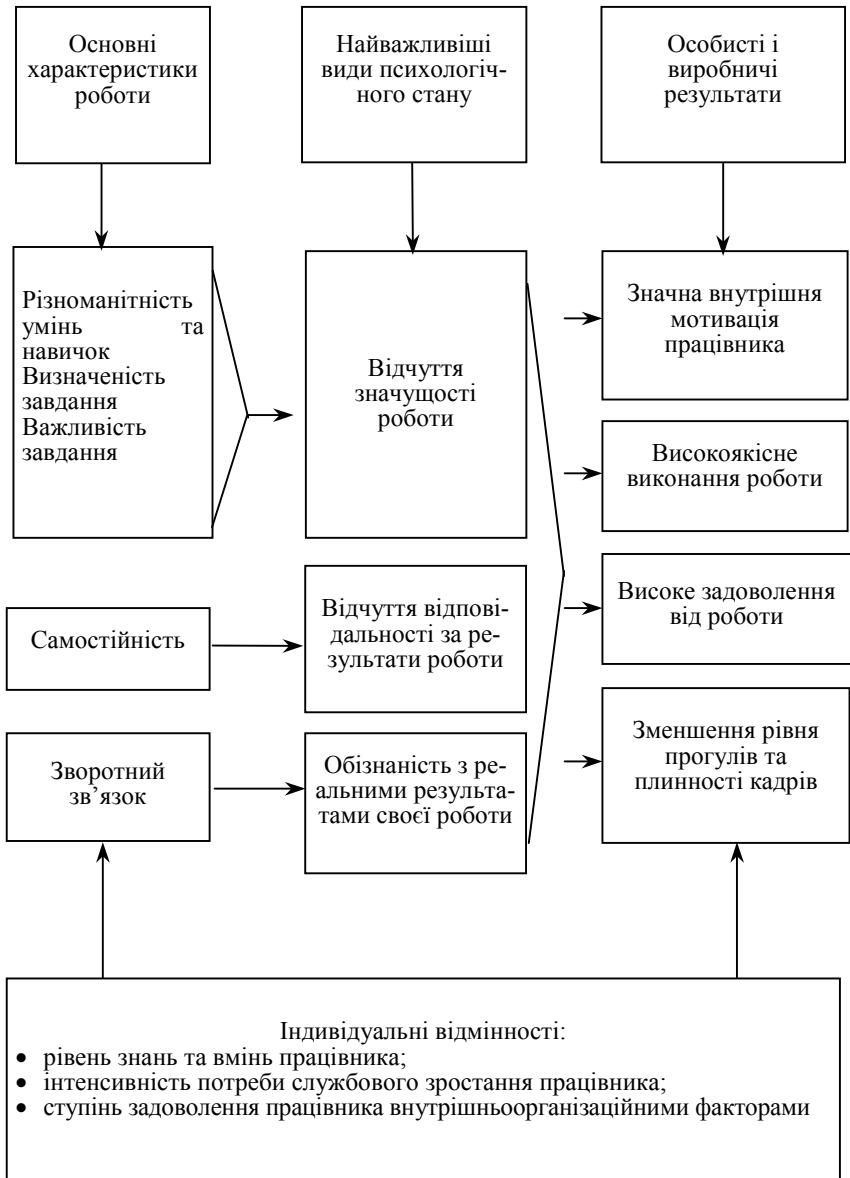 Основні
характеристики
роботи
Найважливіші
види психологіч-
ного стану
Особисті і
виробничі
результати
Різноманітність
умінь та
навичок
Визначеність
завдання
Важливість
завдання
Відчуття
значущості
роботи
Значна внутрішня
мотивація
працівника
Високоякісне
виконання роботи
Самостійність
Відчуття відпові-
дальності за ре-
зультати роботи
Високе задоволення
від роботи
Зворотний
зв’язок
Обізнаність з ре-
альними результа-
тами своєї роботи
Зменшення рівня
прогулів та
плинності кадрів
Індивідуальні відмінності:
• рівень знань та вмінь працівника;
• інтенсивність потреби службового зростання працівника;
• ступінь задоволення працівника внутрішньоорганізаційними факторами